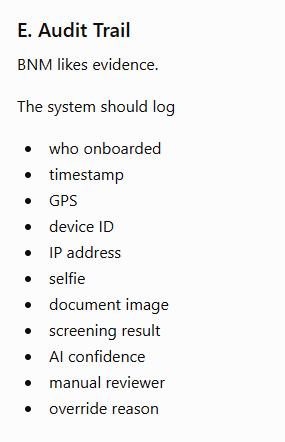 E. Audit Trail
BNM likes evidence.
The system should log
• who onboarded
• timestamp
• GPS
• device ID
• IP address
• selfie
• document image
• screening result
• AI confidence
• manual reviewer
• override reason